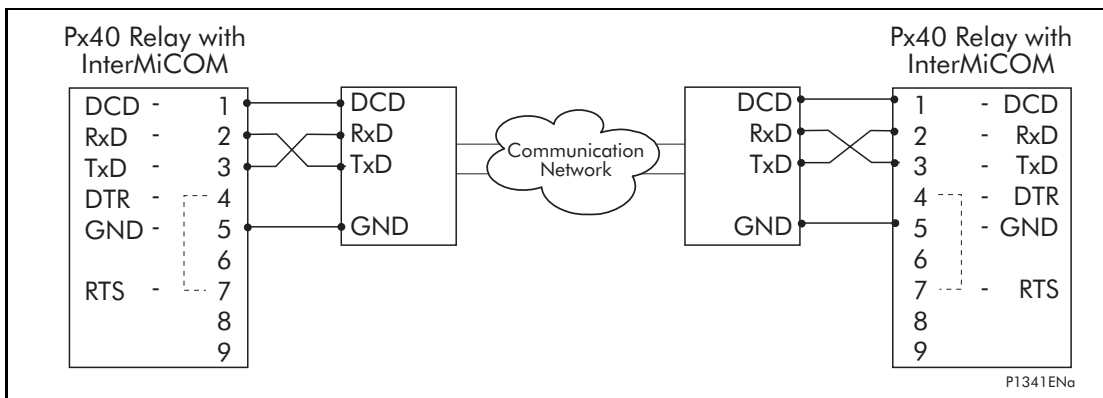 Px40 Relay with
InterMiCOM
DCD - 1
RxD - 2
TxD - 3
DTR - 4
GND - 5
6
RTS - 7
8
9
DCD
RxD
TxD
GND
Communication
Network
DCD
RxD
TxD
GND
Px40 Relay with
InterMiCOM
1 - DCD
2 - RxD
3 - TxD
4 - DTR
5 - GND
6
7 - RTS
8
9
P1341ENa